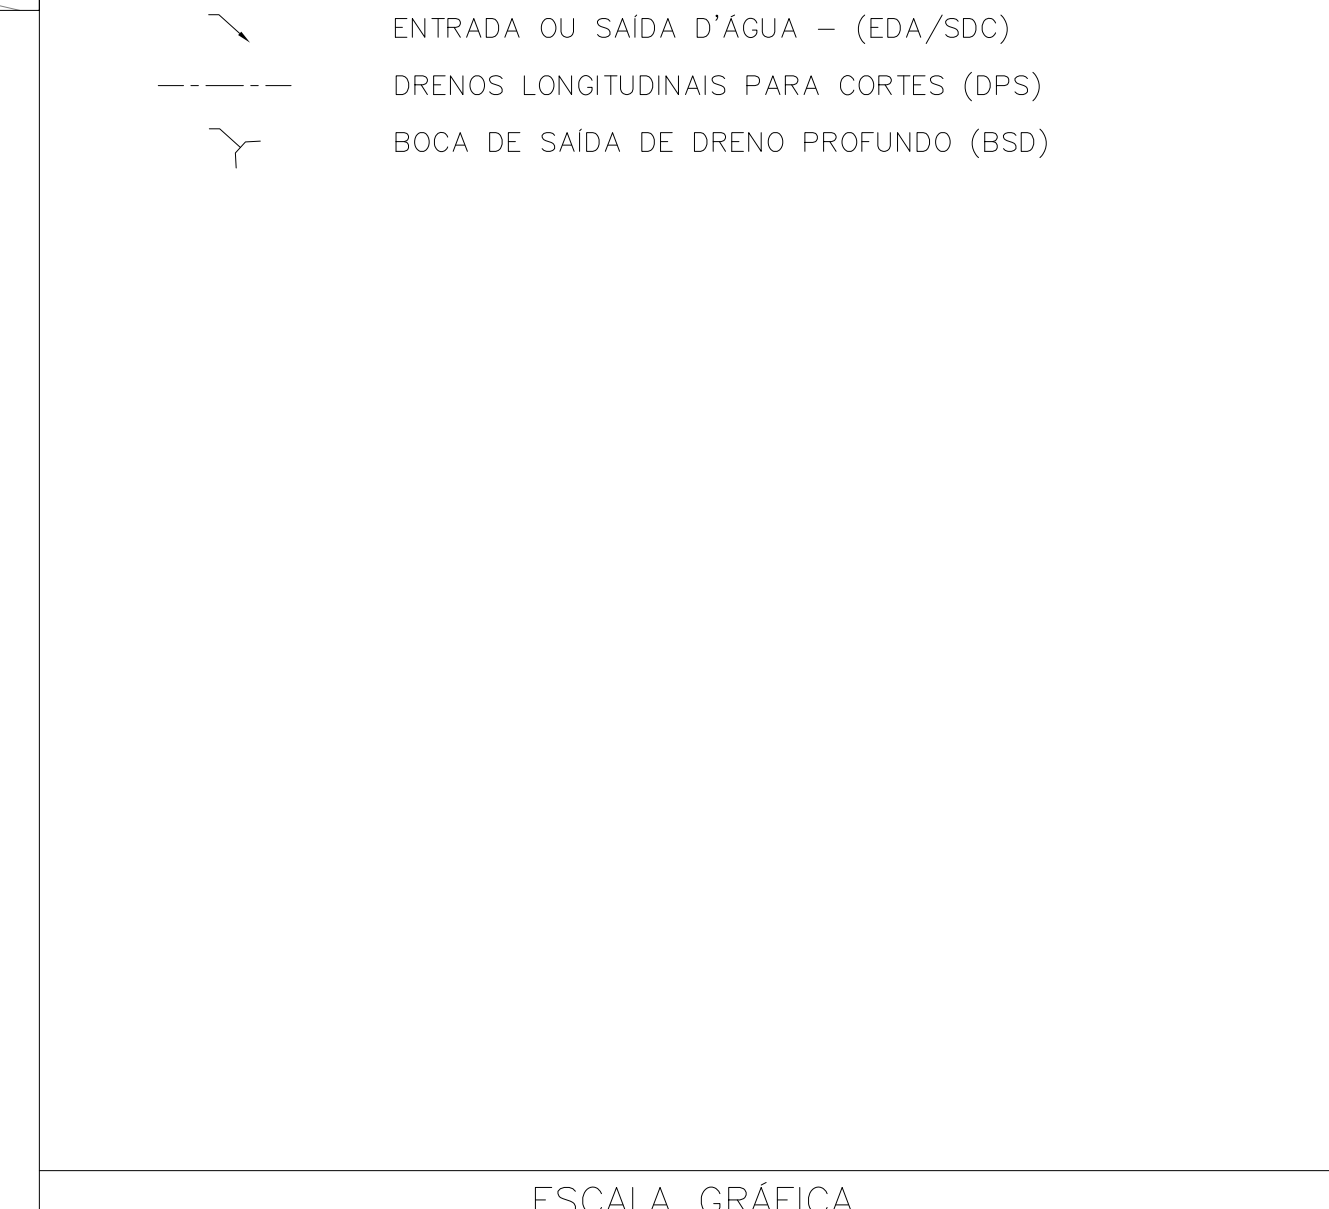 ENTRADA OU SAÍDA D'ÁGUA – (EDA/SDC)
DRENOS LONGITUDINAIS PARA CORTES (DPS)
BOCA DE SAÍDA DE DRENO PROFUNDO (BSD)
ESCALA GRÁFICA